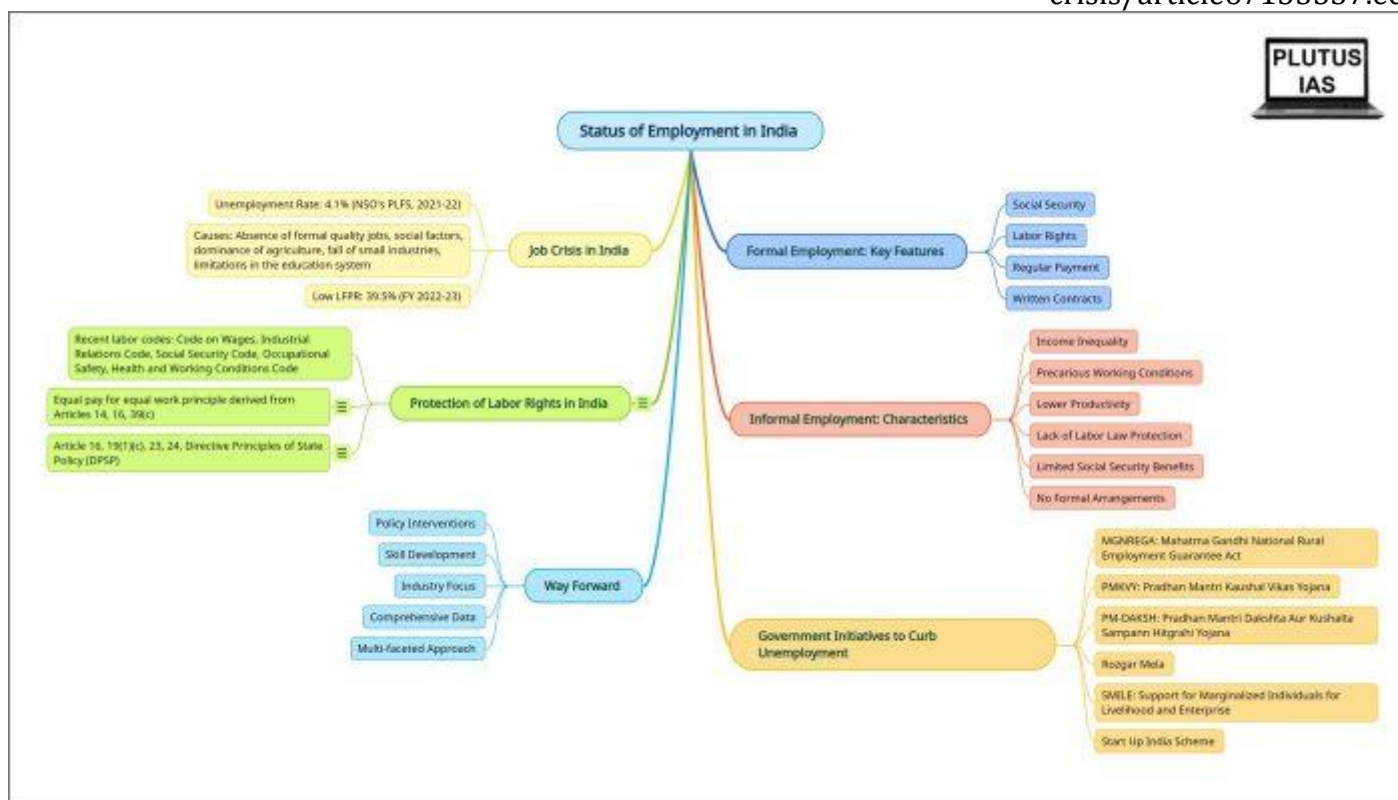 PLUTUS
IAS
Status of Employment in India
Unemployment Rate: 4.1% (NSO's PLFS, 2021-22)
Causes: Absence of formal quality jobs, social factors,
dominance of agriculture, fall of small industries,
limitations in the education system
Low LFPR: 39.5% (FY 2022-23)
Job Crisis in India
Recent labor codes: Code on Wages, Industrial
Relations Code, Social Security Code, Occupational
Safety, Health and Working Conditions Code
Equal pay for equal work principle derived from
Articles 14, 16, 39(c)
Article 16, 19(1)(c), 23, 24, Directive Principles of State
Policy (DPSP)
Protection of Labor Rights in India
Policy Interventions
Skill Development
Industry Focus
Comprehensive Data
Multi-faceted Approach
Way Forward
Formal Employment: Key Features
Social Security
Labor Rights
Regular Payment
Written Contracts
Informal Employment: Characteristics
Income Inequality
Precarious Working Conditions
Lower Productivity
Lack of Labor Law Protection
Limited Social Security Benefits
No Formal Arrangements
Government Initiatives to Curb
Unemployment
MGNREGA: Mahatma Gandhi National Rural
Employment Guarantee Act
PMKVY: Pradhan Mantri Kaushal Vikas Yojana
PM-DAKSH: Pradhan Mantri Dakshta Aur Kushalta
Sampann Hitgrahi Yojana
Rozgar Mela
SMILE: Support for Marginalized Individuals for
Livelihood and Enterprise
Start Up India Scheme